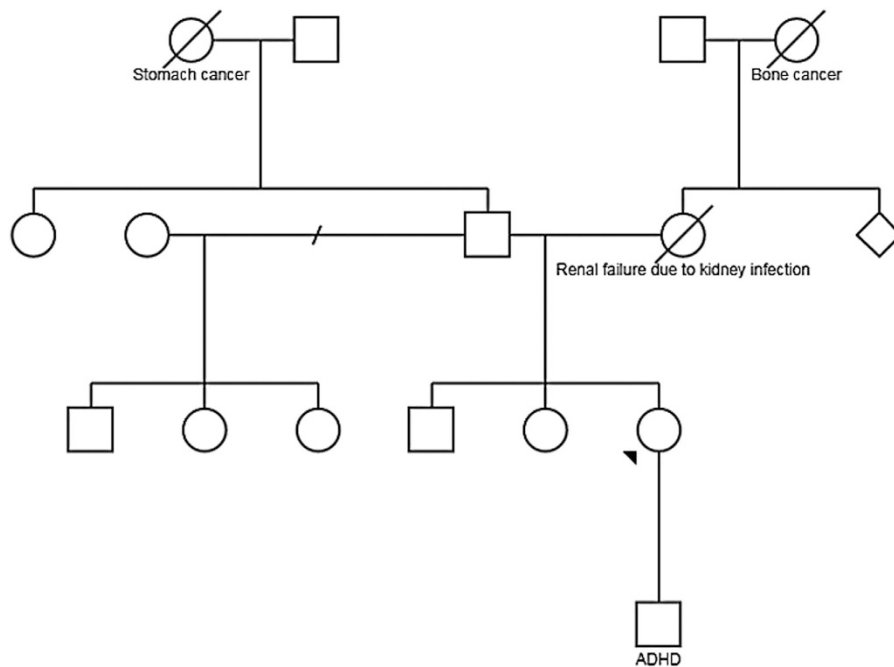 Stomach cancer
Bone cancer
Renal failure due to kidney infection
ADHD